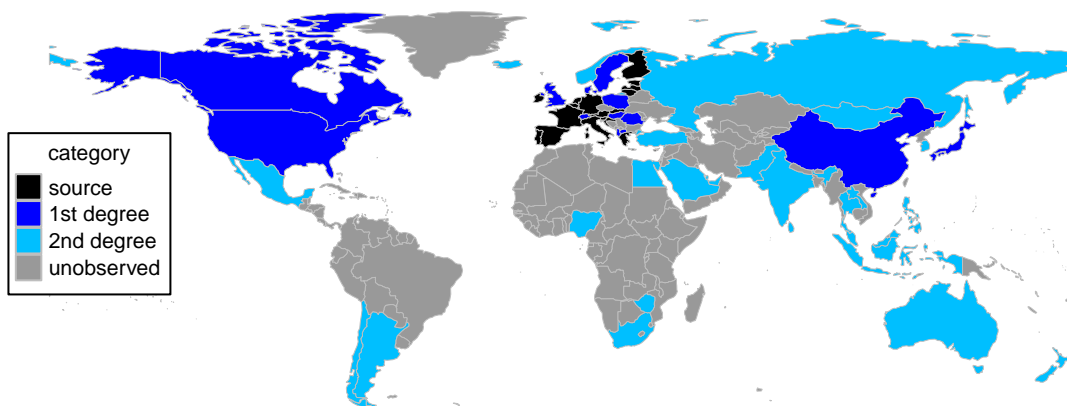 category
source
1st degree
2nd degree
unobserved